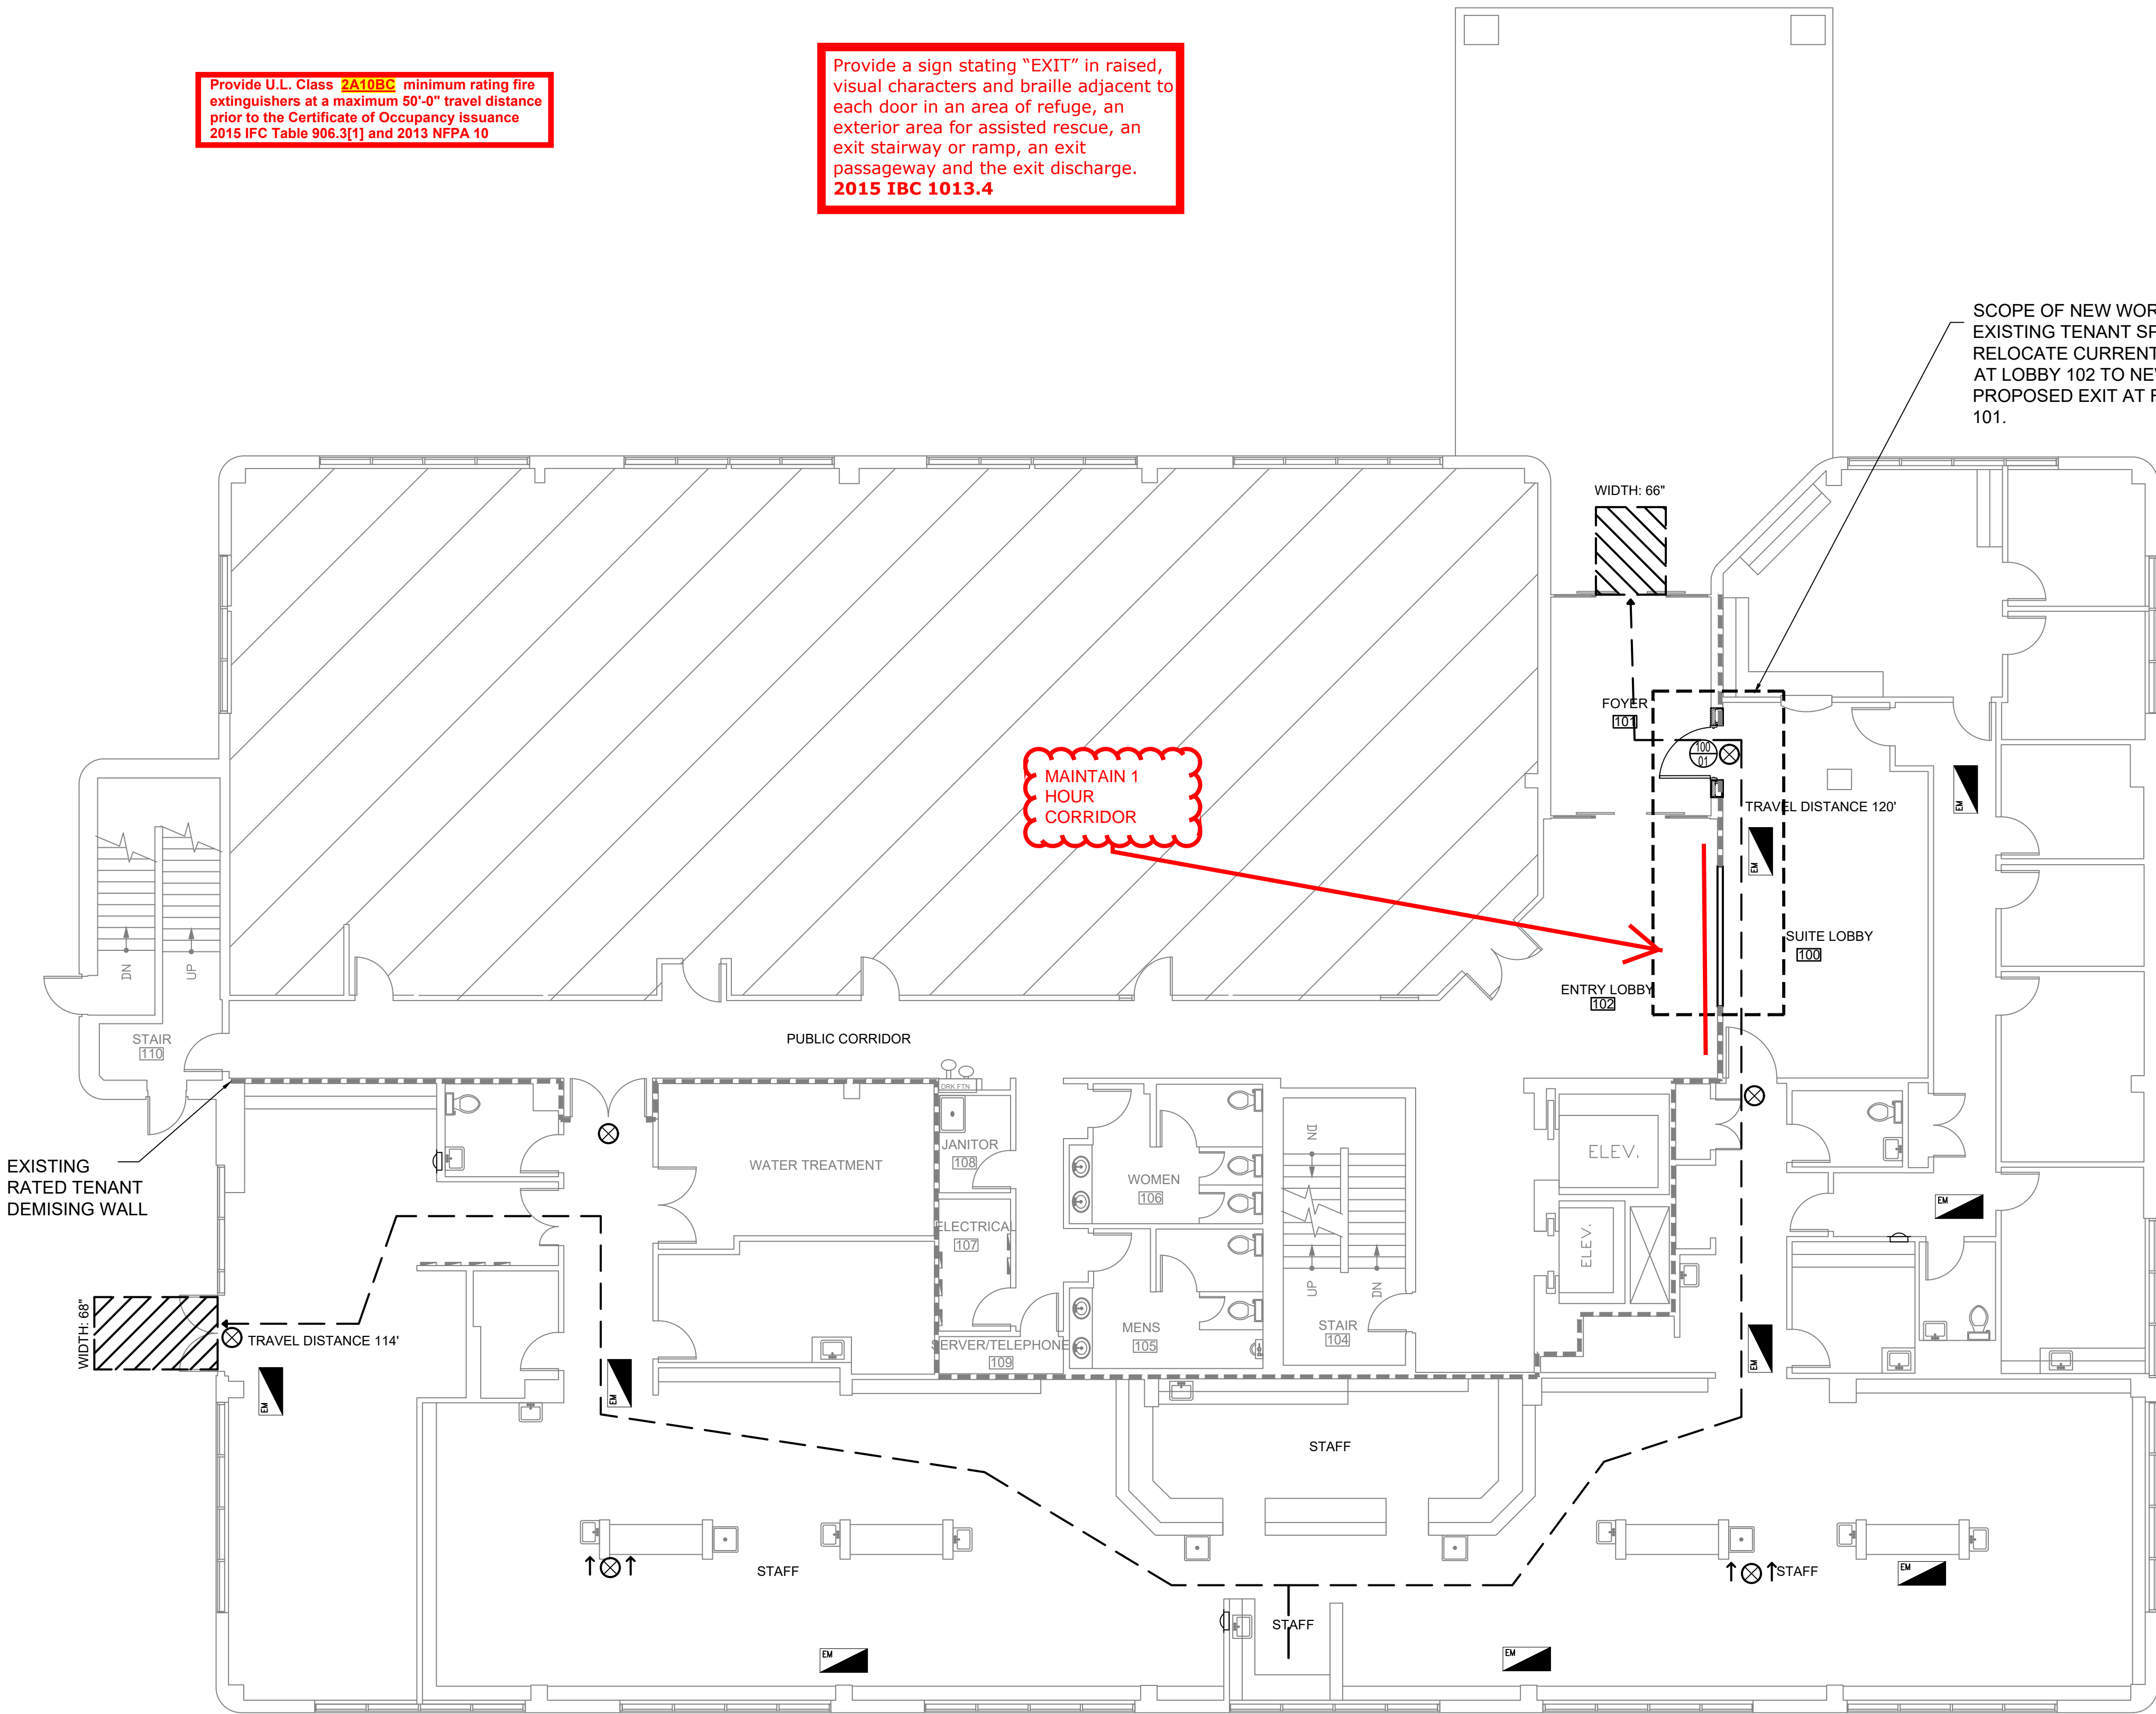 Provide U.L. Class 2A10BC minimum rating fire
extinguishers at a maximum 50'-0" travel distance
prior to the Certificate of Occupancy issuance
2015 IFC Table 906.3[1] and 2013 NFPA 10
Provide a sign stating “EXIT” in raised,
visual characters and braille adjacent to
each door in an area of refuge, an
exterior area for assisted rescue, an
exit stairway or ramp, an exit
passageway and the exit discharge.
2015 IBC 1013.4
SCOPE OF NEW WOR
EXISTING TENANT SP
RELOCATE CURRENT
AT LOBBY 102 TO NE
PROPOSED EXIT AT
101.
WIDTH: 66"
FOYER
101
100
01
MAINTAIN 1
HOUR
CORRIDOR
TRAVEL DISTANCE 120'
EM
EM
SUITE LOBBY
100
ENTRY LOBBY
102
DN
UP
STAIR
110
PUBLIC CORRIDOR
DRK.FTN
EXISTING
RATED TENANT
DEMISING WALL
WATER TREATMENT
JANITOR
108
WOMEN
106
DN
ELEV.
ELECTRICAL
107
ELEV.
EM
UP
DN
MENS
105
STAIR
104
SERVER/TELEPHONE
109
WIDTH: 68"
TRAVEL DISTANCE 114'
EM
EM
EM
STAFF
STAFF
STAFF
EM
STAFF
EM
EM